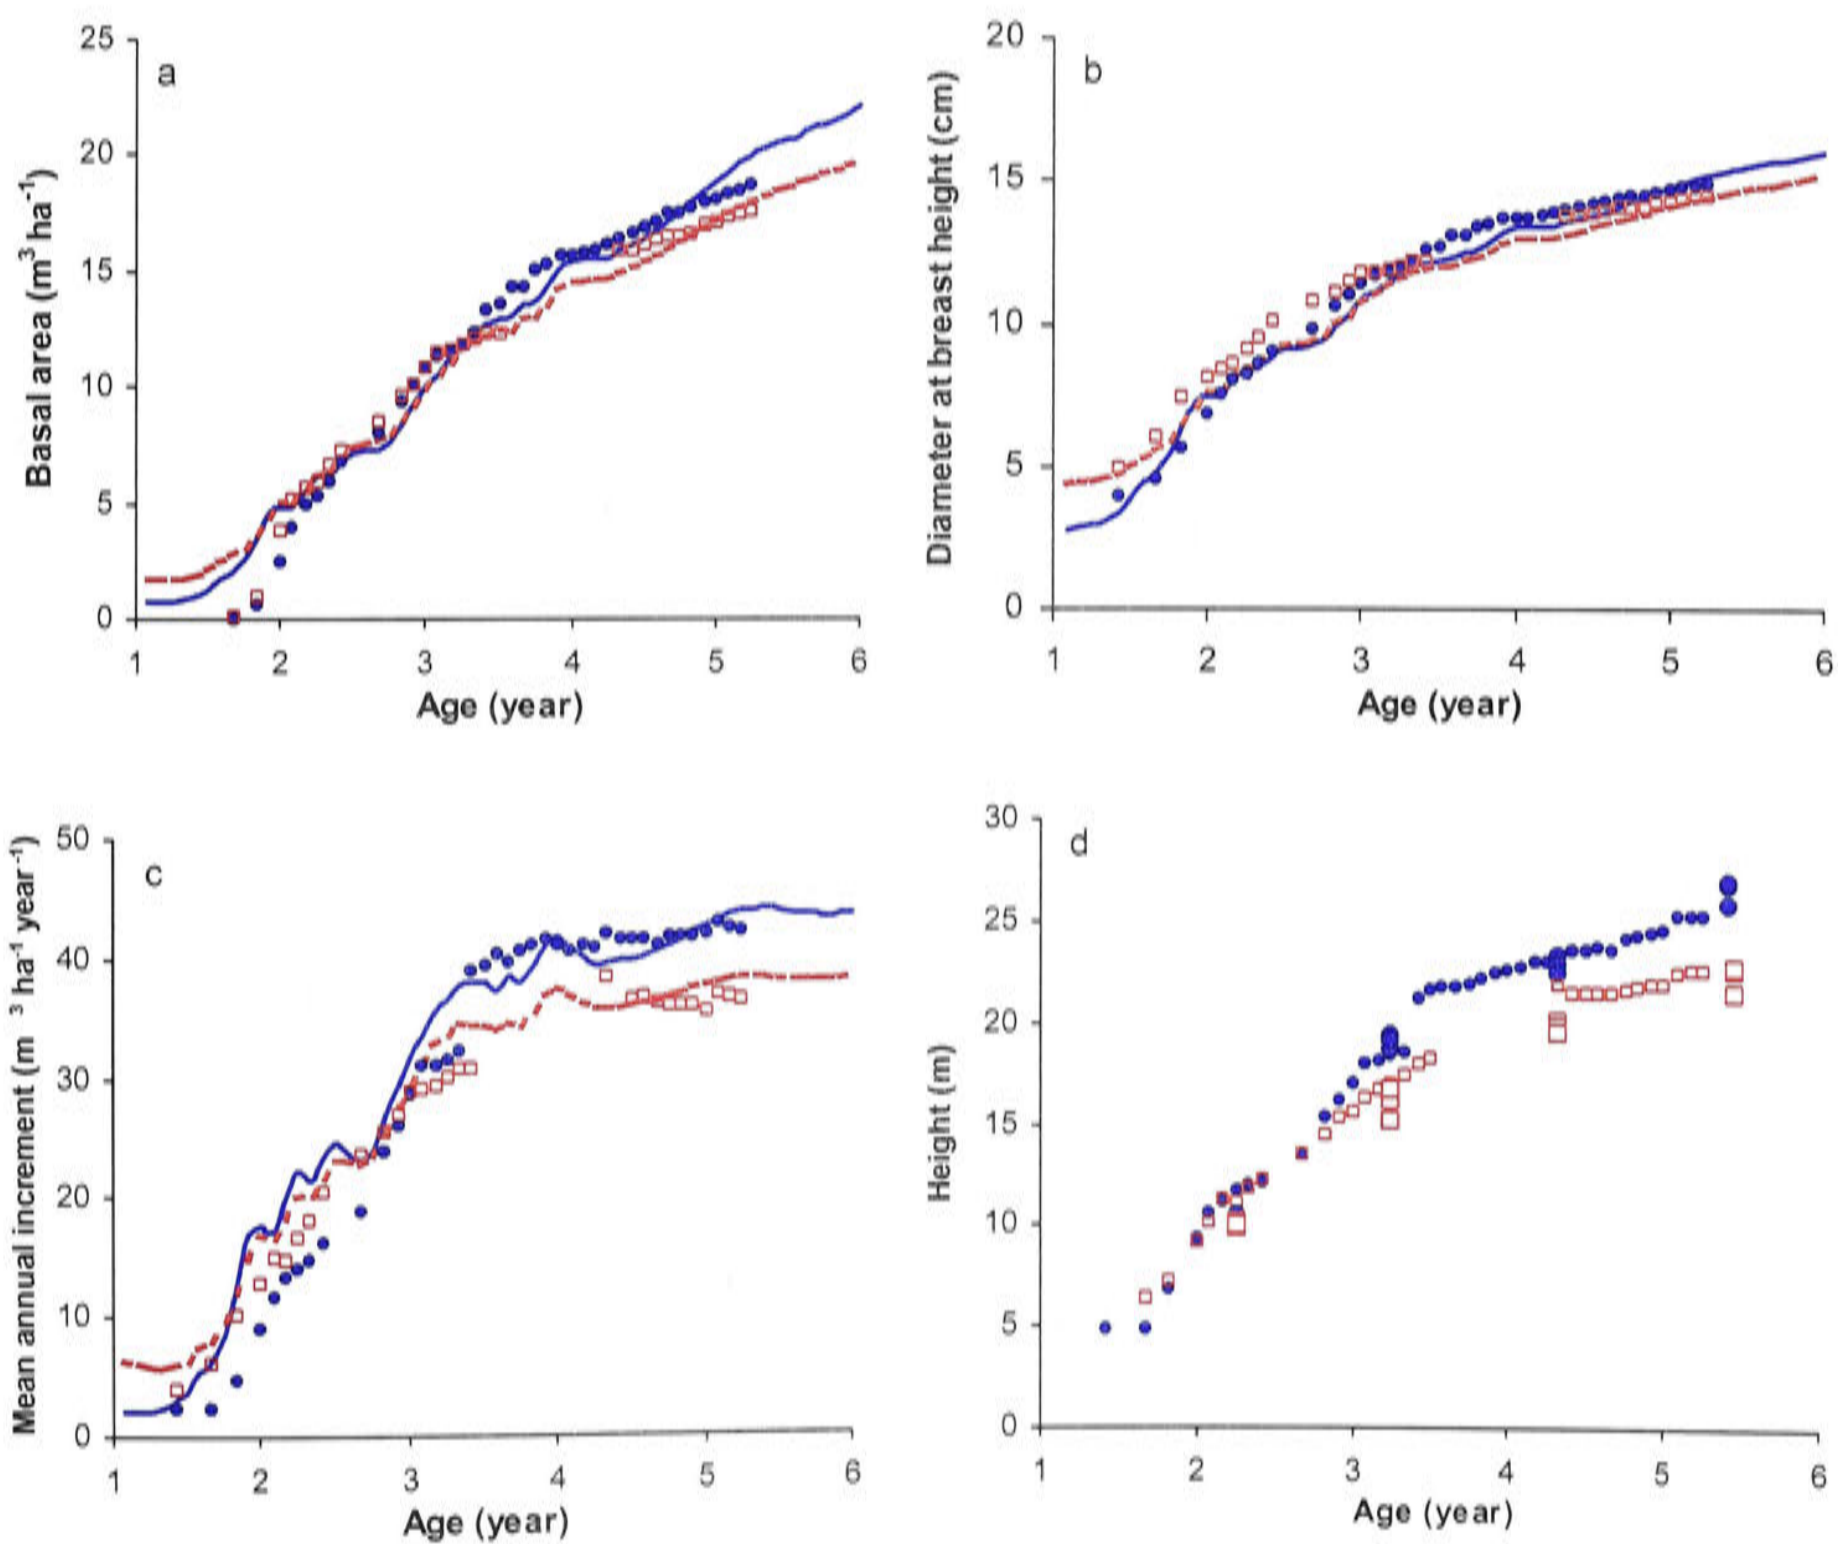 25
20
15
10
5
0
a
Basal area (m3 ha-1)
1 2 3 4 5 6
Age (year)
20
15
10
5
0
b
Diameter at breast height (cm)
1 2 3 4 5 6
Age (year)
50
40
30
20
10
0
c
Mean annual increment (m 3 ha-1 year-1)
1 2 3 4 5 6
Age (year)
30
25
20
15
10
5
0
d
Height (m)
1 2 3 4 5 6
Age (year)